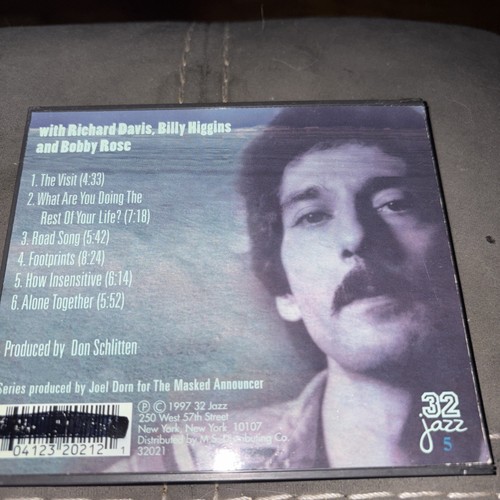 with Richard Davis, Billy Higgins
and Bobby Rose
1. The Visit (4:33)
2. What Are You Doing The
Rest Of Your Life? (7:18)
3. Road Song (5:42)
4. Footprints (8:24)
5. How Insensitive (6:14)
6. Alone Together (5:52)
Produced by Don Schlitten
Series produced by Joel Dorn for The Masked Announcer
Ⓟ © 1997 32 Jazz
250 West 57th Street
New York, New York 10107
Distributed by M.S. Distributing Co.
32021
04123 20212 1
32
jazz
5